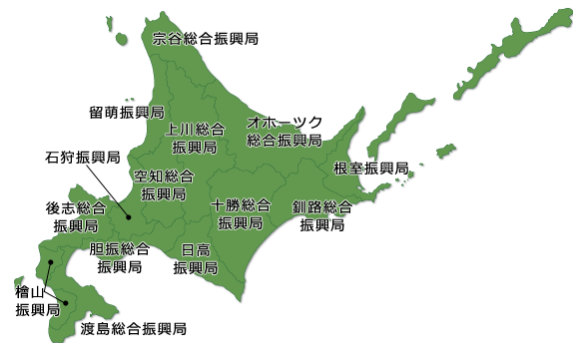 宗谷総合振興局
留萌振興局
上川総合
振興局
オホーツク
総合振興局
石狩振興局
空知総合
振興局
根室振興局
後志総合
振興局
十勝総合
振興局
釧路総合
振興局
胆振総合
振興局
日高
振興局
檜山
振興局
渡島総合振興局